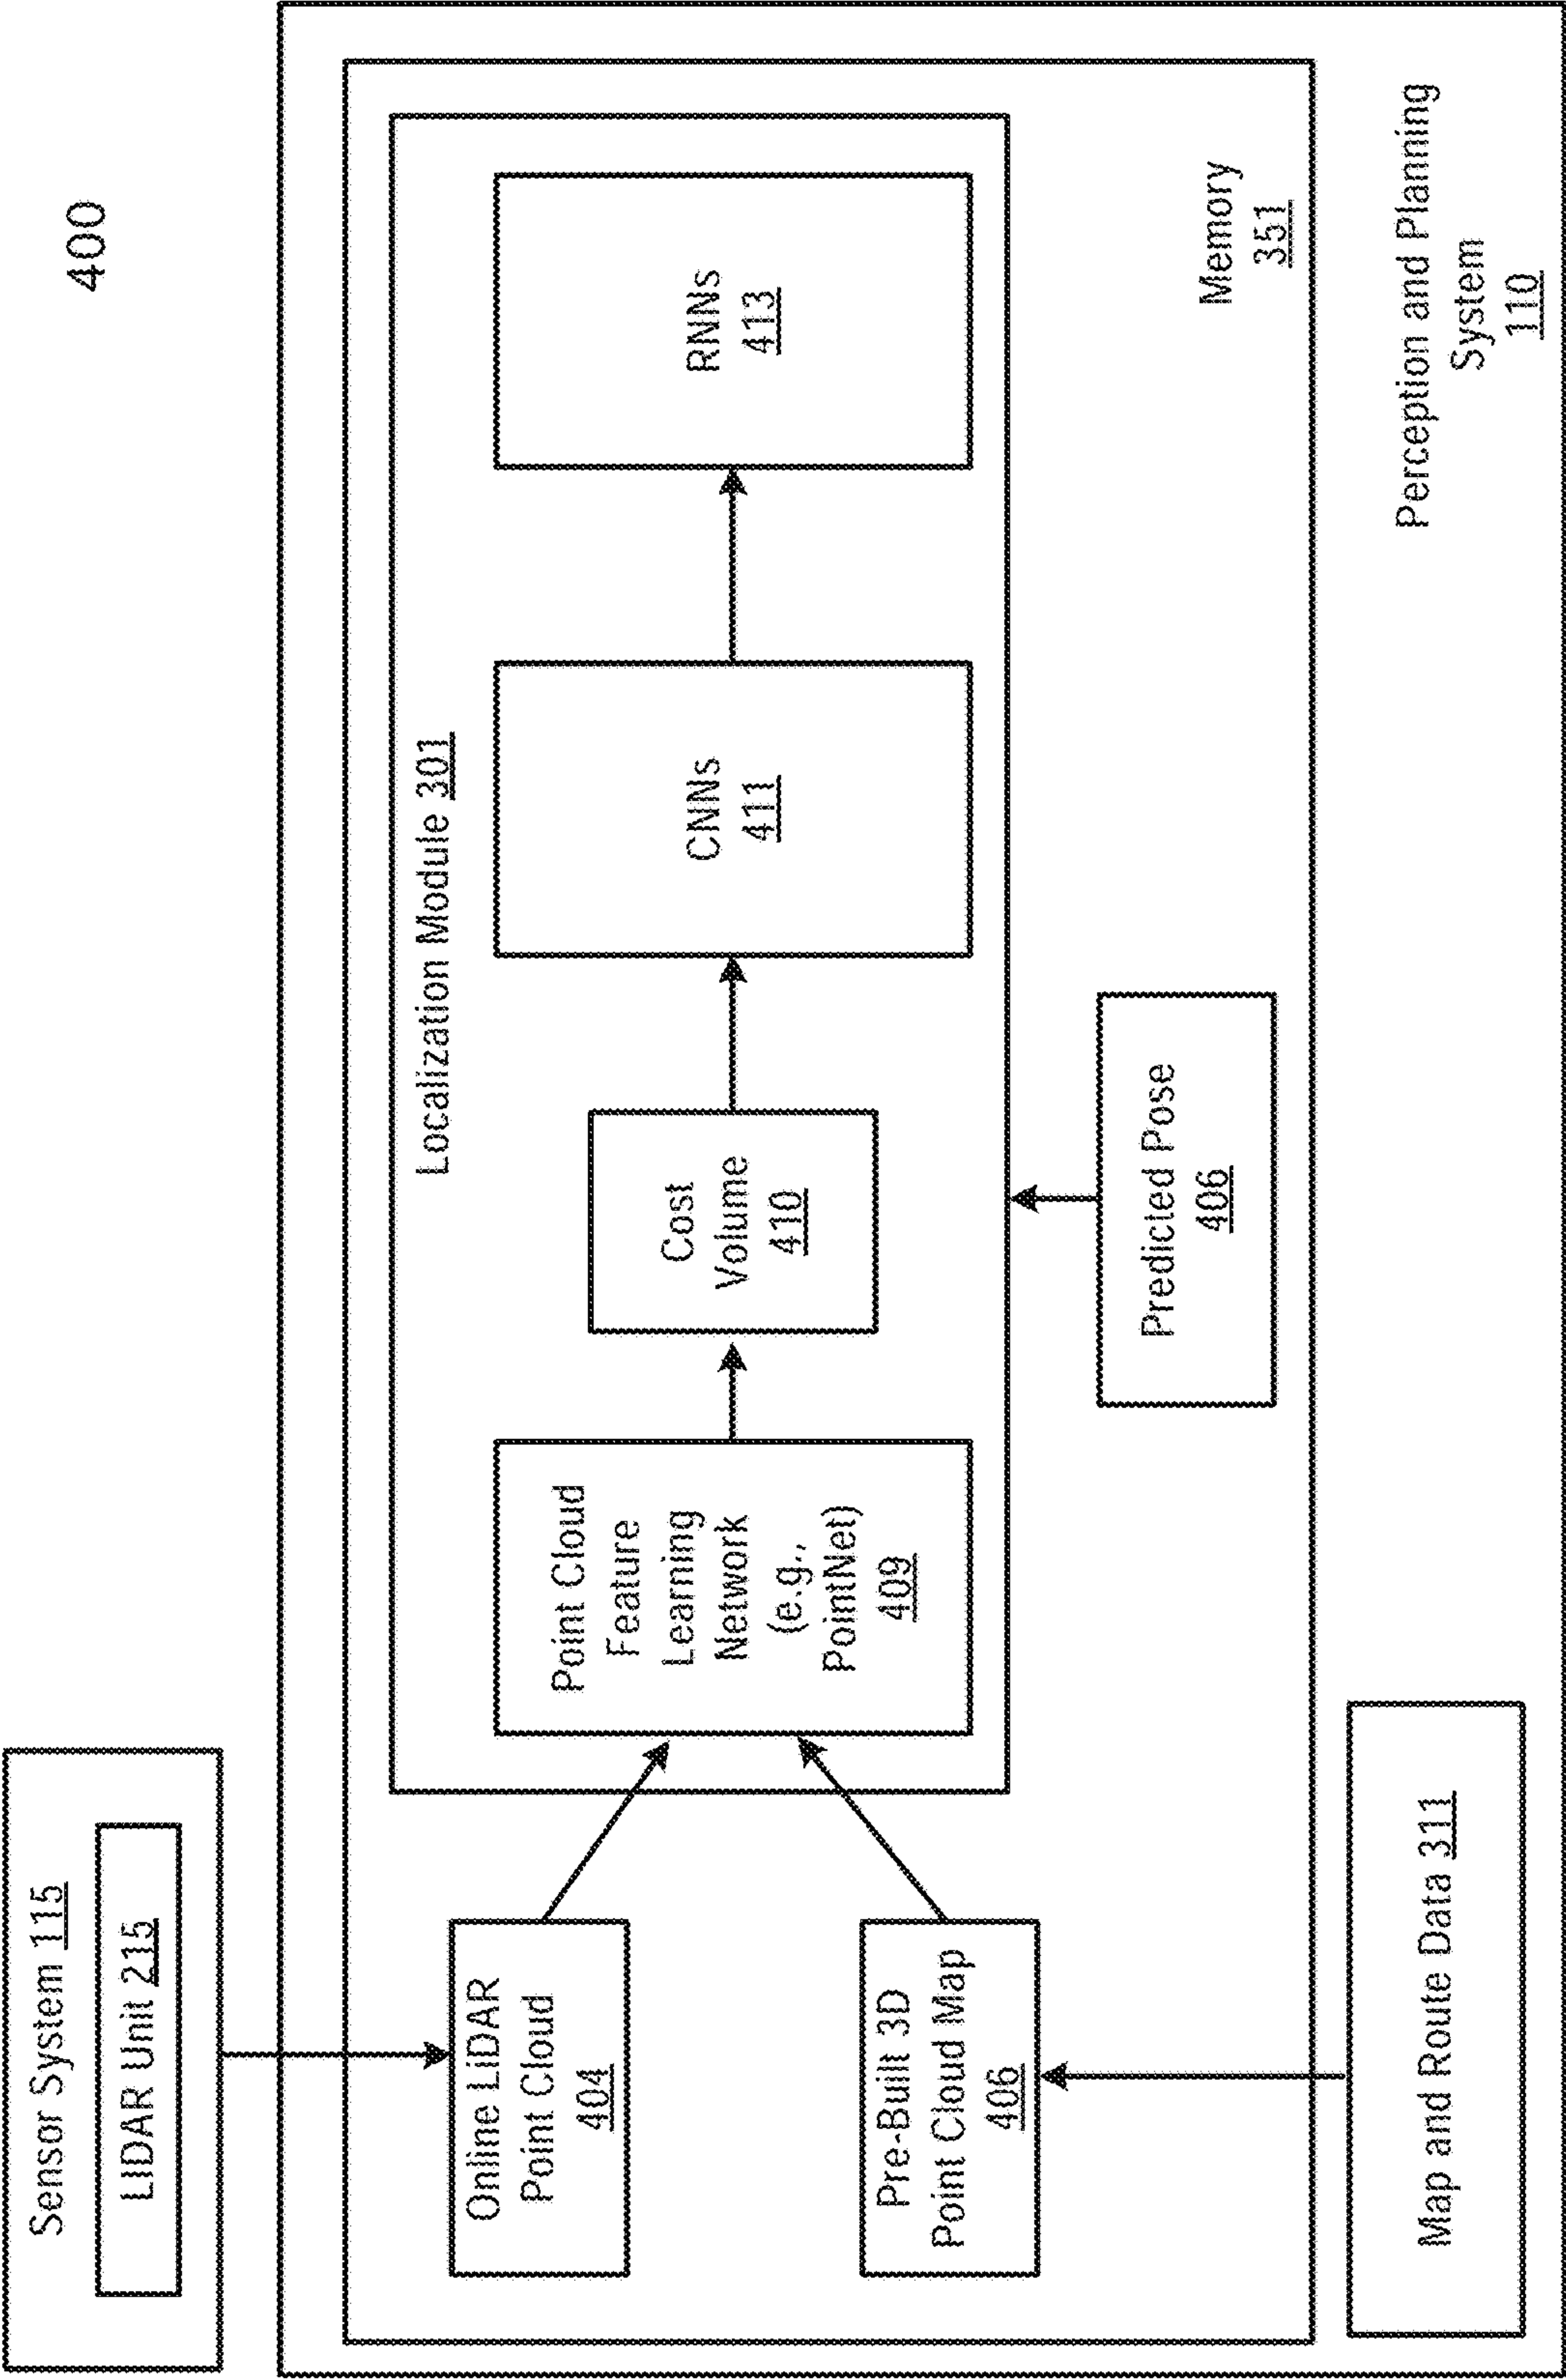 400
Sensor System 115
LiDAR Unit 215
Localization Module 301
Online LiDAR
Point Cloud
404
Pre-Built 3D
Point Cloud Map
406
Point Cloud
Feature
Learning
Network
(e.g.,
PointNet)
409
Cost
Volume
410
CNNs
411
RNNs
413
Predicted Pose
406
Memory
351
Map and Route Data 311
Perception and Planning
System
110